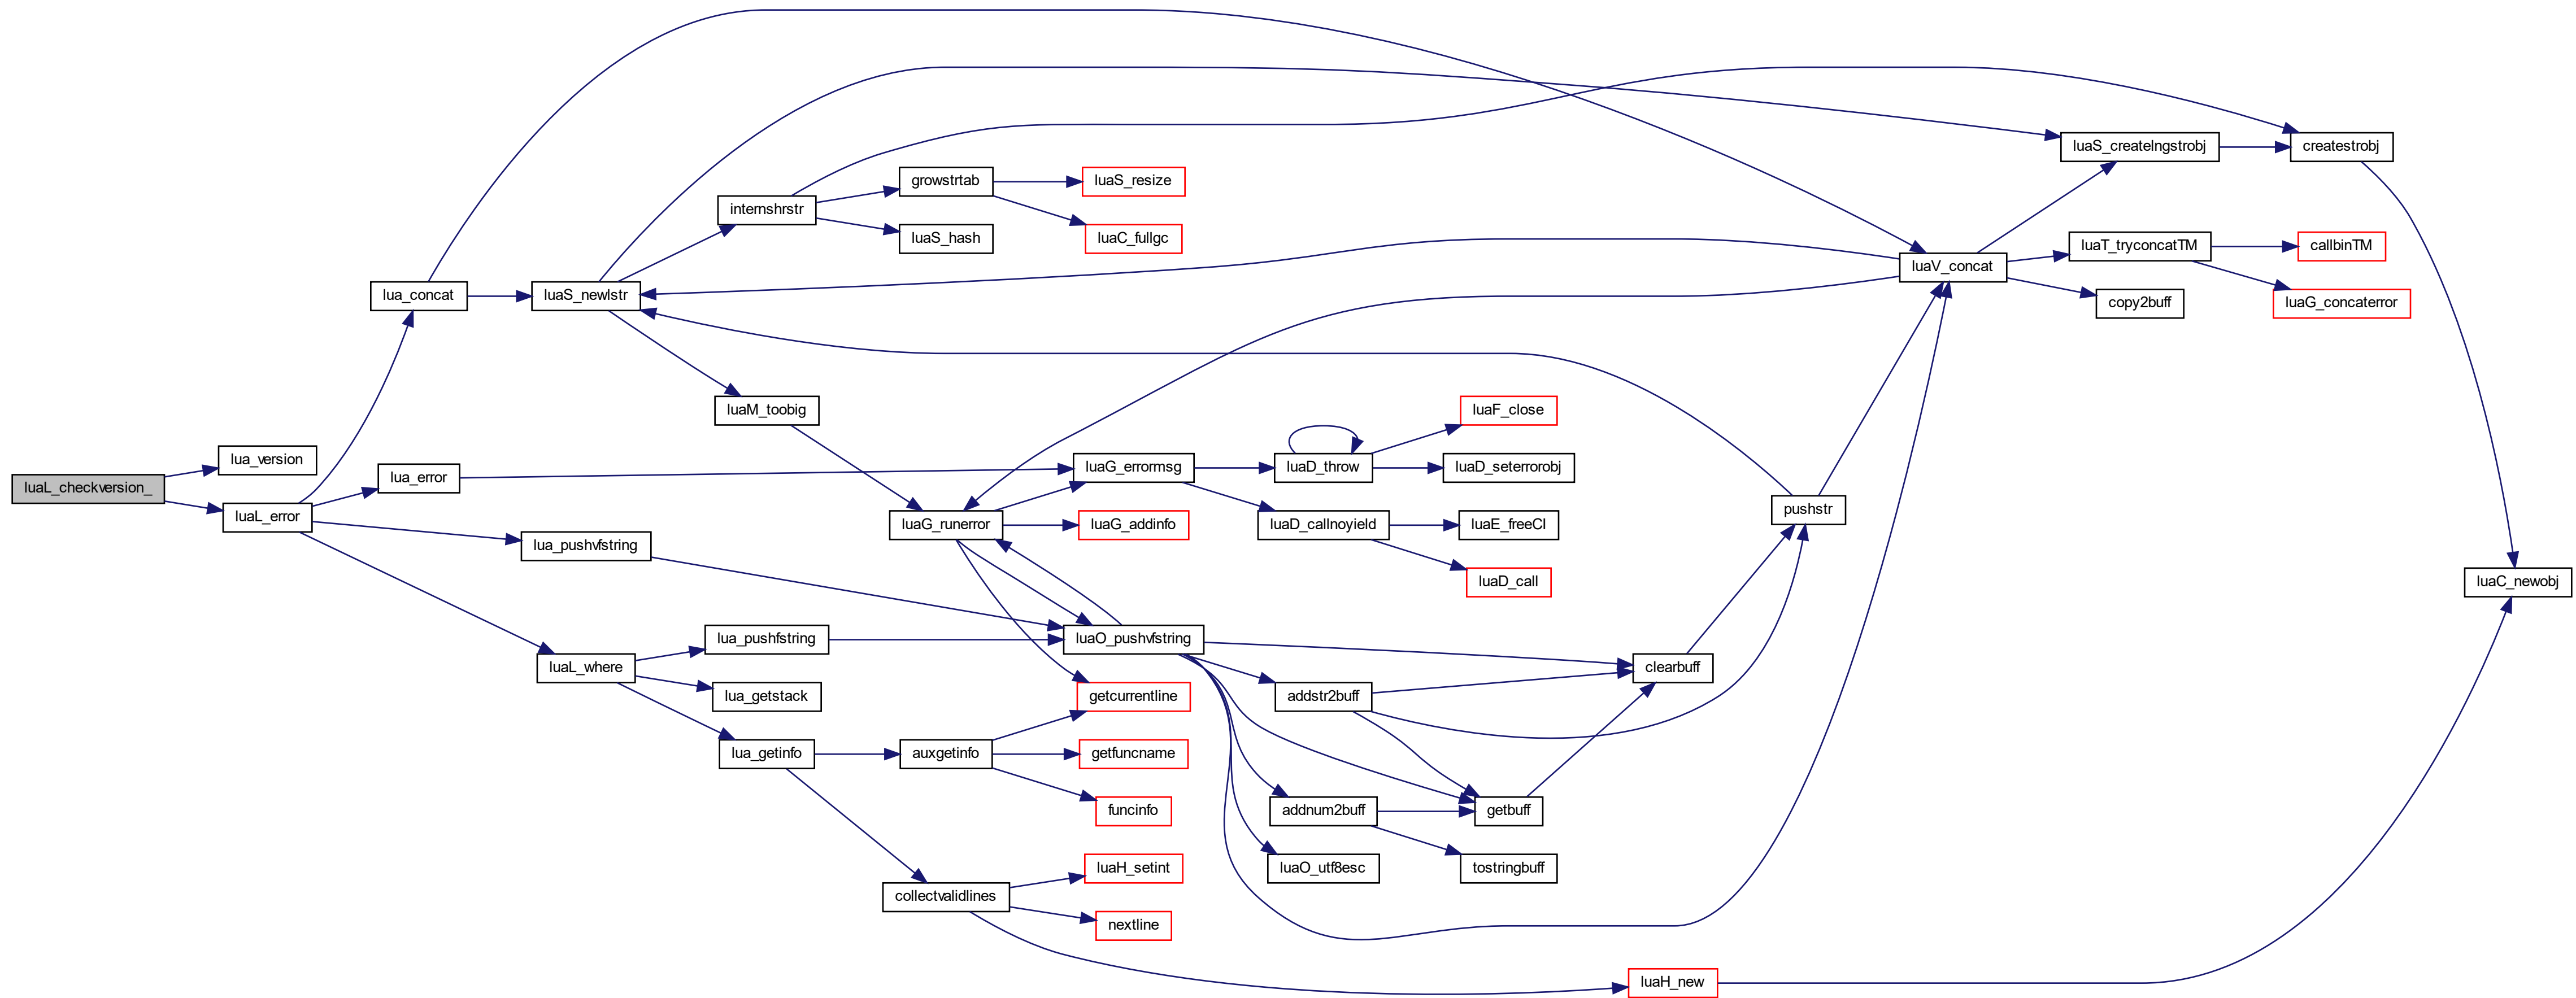 luaL_checkversion_
lua_version
luaL_error
lua_concat
lua_error
lua_pushvfstring
luaL_where
luaS_newlstr
internshrstr
luaM_toobig
lua_pushfstring
lua_getstack
lua_getinfo
growstrtab
luaS_hash
luaG_runerror
auxgetinfo
collectvalidlines
luaS_resize
luaC_fullgc
luaG_errormsg
luaG_addinfo
luaO_pushvfstring
getcurrentline
getfuncname
funcinfo
luaH_setint
nextline
luaD_throw
luaD_callnoyield
addstr2buff
addnum2buff
luaO_utf8esc
luaF_close
luaD_seterrorobj
luaE_freeCI
luaD_call
getbuff
tostringbuff
clearbuff
luaH_new
pushstr
luaV_concat
luaS_createlngstrobj
luaT_tryconcatTM
copy2buff
createstrobj
callbinTM
luaG_concaterror
luaC_newobj